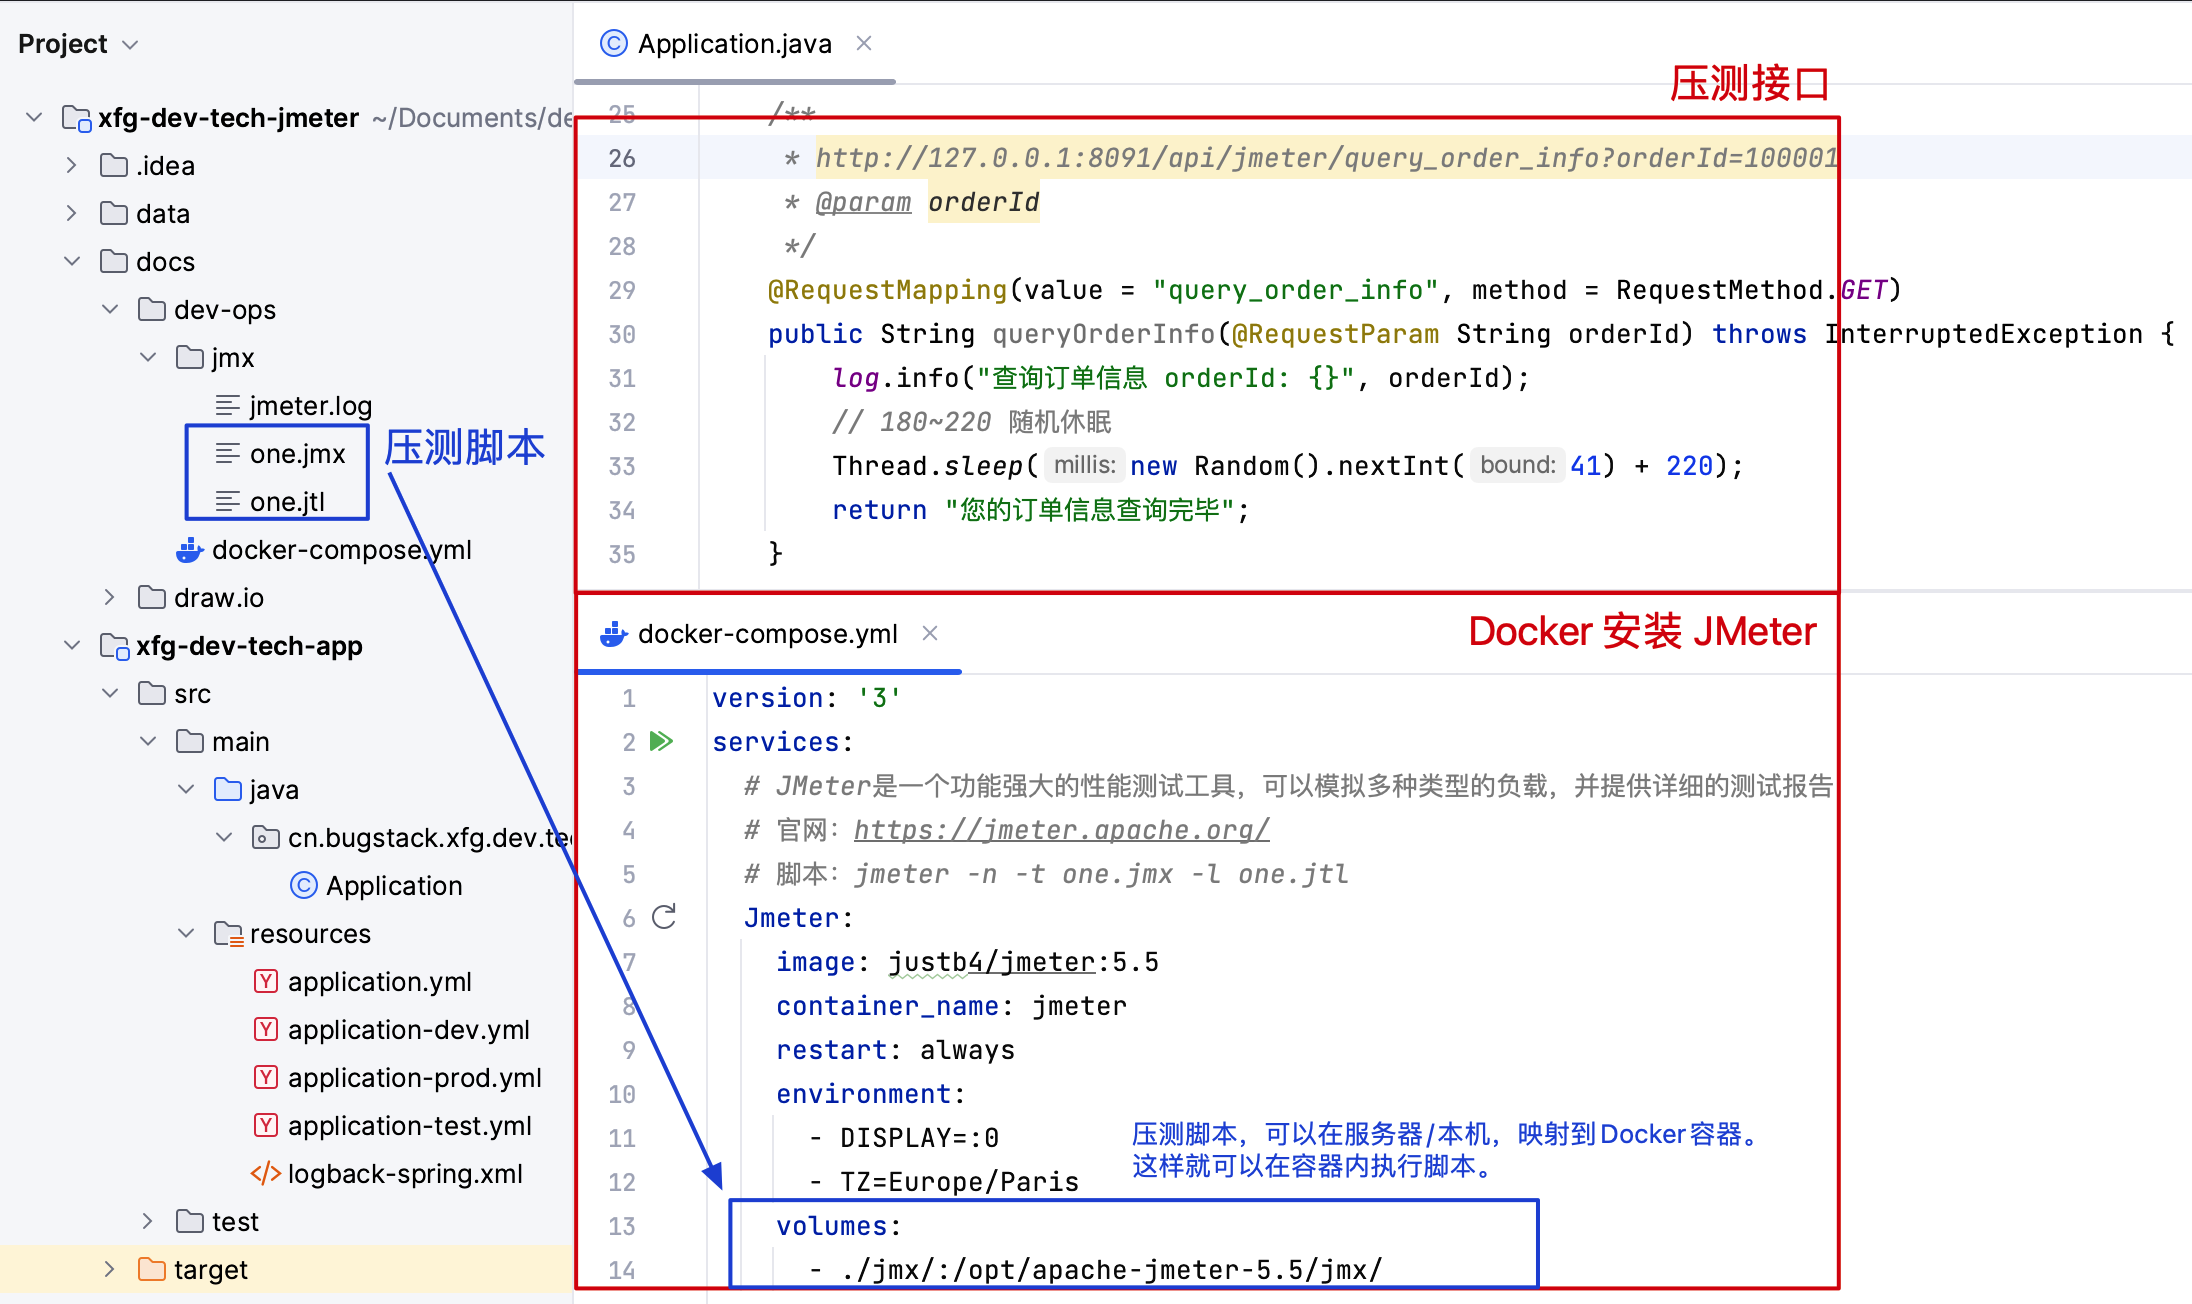 Project
xfg-dev-tech-jmeter ~/Documents/de
.idea
data
docs
dev-ops
jmx
jmeter.log
one.jmx
one.jtl
压测脚本
docker-compose.yml
draw.io
xfg-dev-tech-app
src
main
java
cn.bugstack.xfg.dev.tec
Application
resources
application.yml
application-dev.yml
application-prod.yml
application-test.yml
logback-spring.xml
test
target
Application.java
压测接口
25 /**
26 * http://127.0.0.1:8091/api/jmeter/query_order_info?orderId=100001
27 * @param orderId
28 */
29 @RequestMapping(value = "query_order_info", method = RequestMethod.GET)
30 public String queryOrderInfo(@RequestParam String orderId) throws InterruptedException {
31 log.info("查询订单信息 orderId: {}", orderId);
32 // 180~220 随机休眠
33 Thread.sleep( millis: new Random().nextInt( bound: 41) + 220);
34 return "您的订单信息查询完毕";
35 }
docker-compose.yml
Docker 安装 JMeter
1 version: '3'
2 services:
3 # JMeter是一个功能强大的性能测试工具，可以模拟多种类型的负载，并提供详细的测试报告
4 # 官网：https://jmeter.apache.org/
5 # 脚本：jmeter -n -t one.jmx -l one.jtl
6 Jmeter:
7 image: justb4/jmeter:5.5
8 container_name: jmeter
9 restart: always
10 environment:
11 - DISPLAY=:0
12 - TZ=Europe/Paris
压测脚本，可以在服务器/本机，映射到Docker容器。
这样就可以在容器内执行脚本。
13 volumes:
14 - ./jmx/:/opt/apache-jmeter-5.5/jmx/